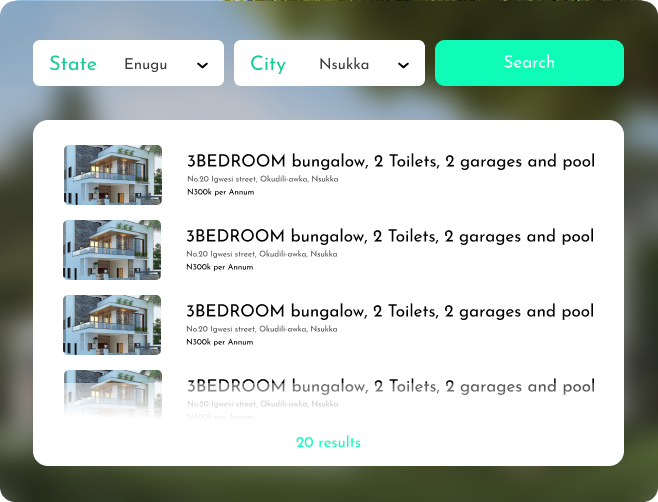 State Enugu City Nsukka Search
3BEDROOM bungalow, 2 Toilets, 2 garages and pool
No.20 Igwesi street, Okudili-awka, Nsukka
N300k per Annum
3BEDROOM bungalow, 2 Toilets, 2 garages and pool
No.20 Igwesi street, Okudili-awka, Nsukka
N300k per Annum
3BEDROOM bungalow, 2 Toilets, 2 garages and pool
No.20 Igwesi street, Okudili-awka, Nsukka
N300k per Annum
3BEDROOM bungalow, 2 Toilets, 2 garages and pool
No.20 Igwesi street, Okudili-awka, Nsukka
N300k per Annum
20 results